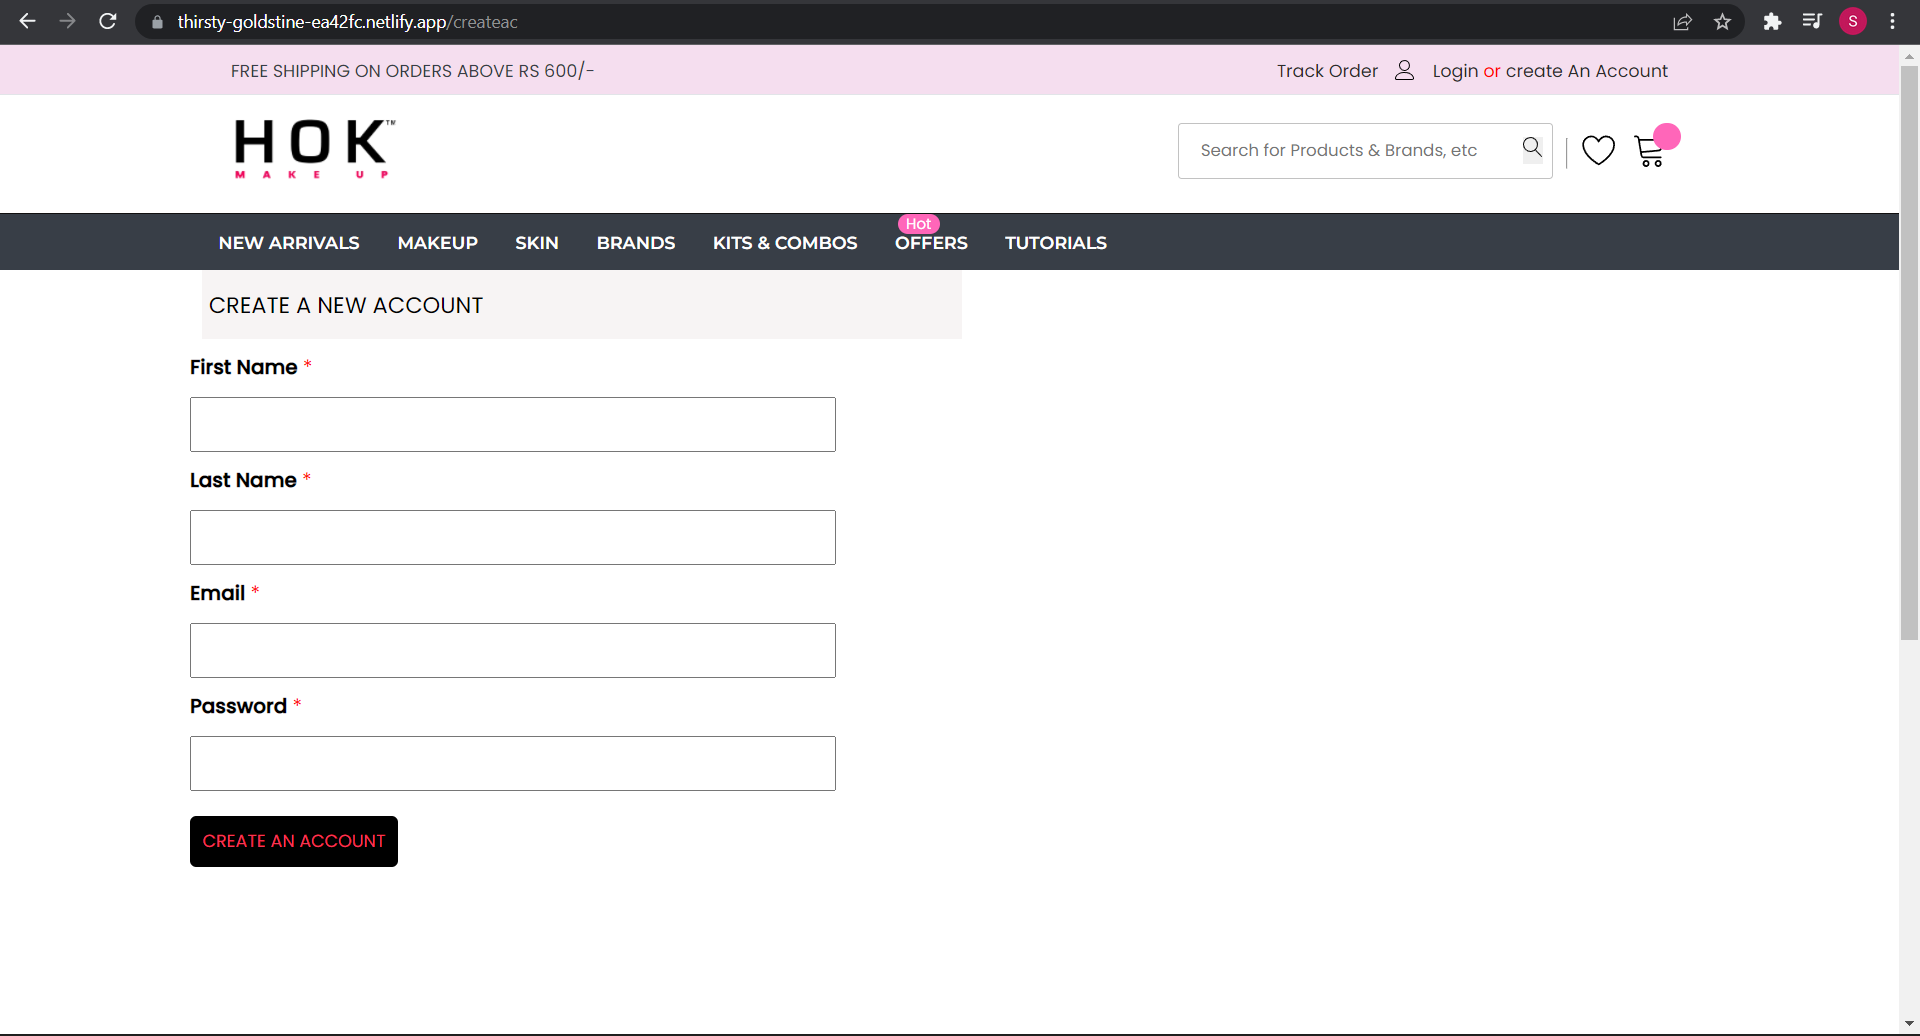 thirsty-goldstine-ea42fc.netlify.app/createac
S
FREE SHIPPING ON ORDERS ABOVE RS 600/-
Track Order Login or create An Account
HOK™
MAKE UP
Search for Products & Brands, etc
Hot
NEW ARRIVALS MAKEUP SKIN BRANDS KITS & COMBOS OFFERS TUTORIALS
CREATE A NEW ACCOUNT
First Name *
Last Name *
Email *
Password *
CREATE AN ACCOUNT